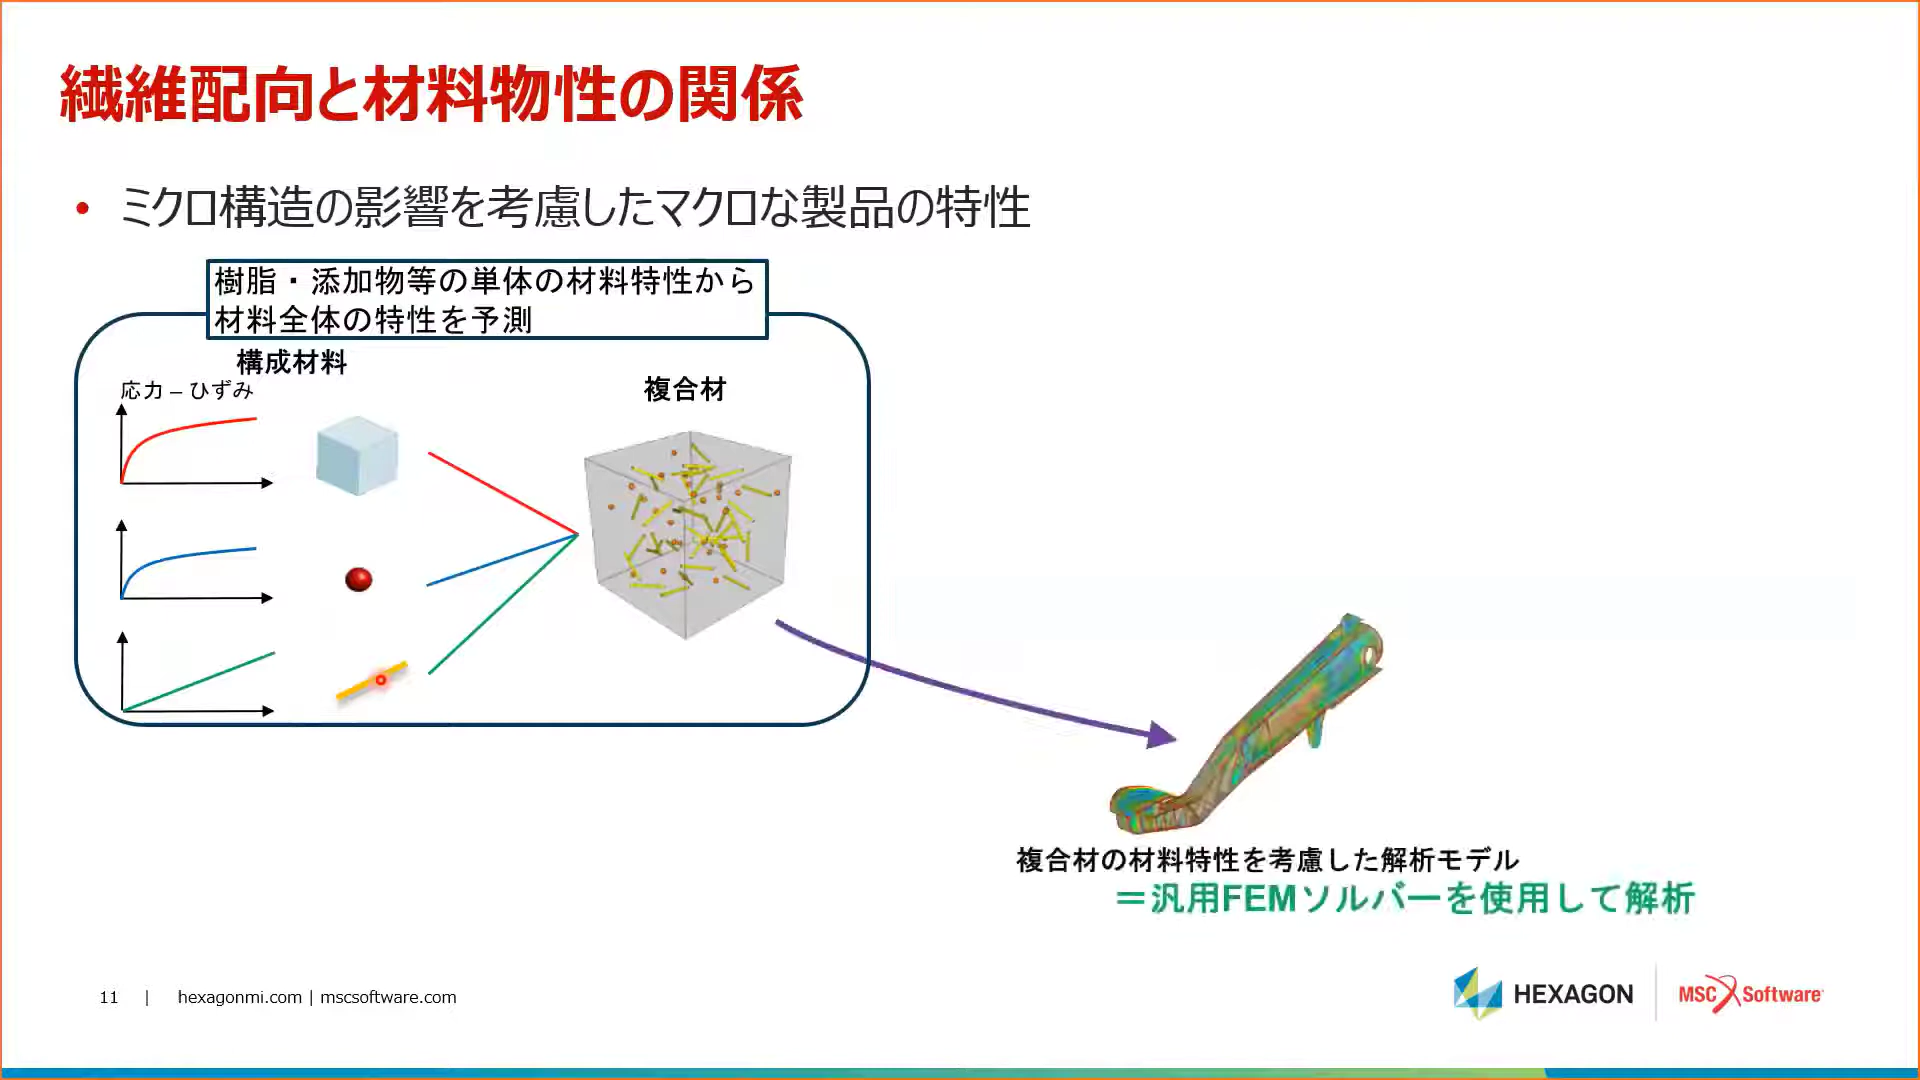 繊維配向と材料物性の関係
• ミクロ構造の影響を考慮したマクロな製品の特性
樹脂・添加物等の単体の材料特性から
材料全体の特性を予測
構成材料
応力 – ひずみ
複合材
複合材の材料特性を考慮した解析モデル
＝汎用FEMソルバーを使用して解析
11 | hexagonmi.com | mscsoftware.com
HEXAGON
MSC Software